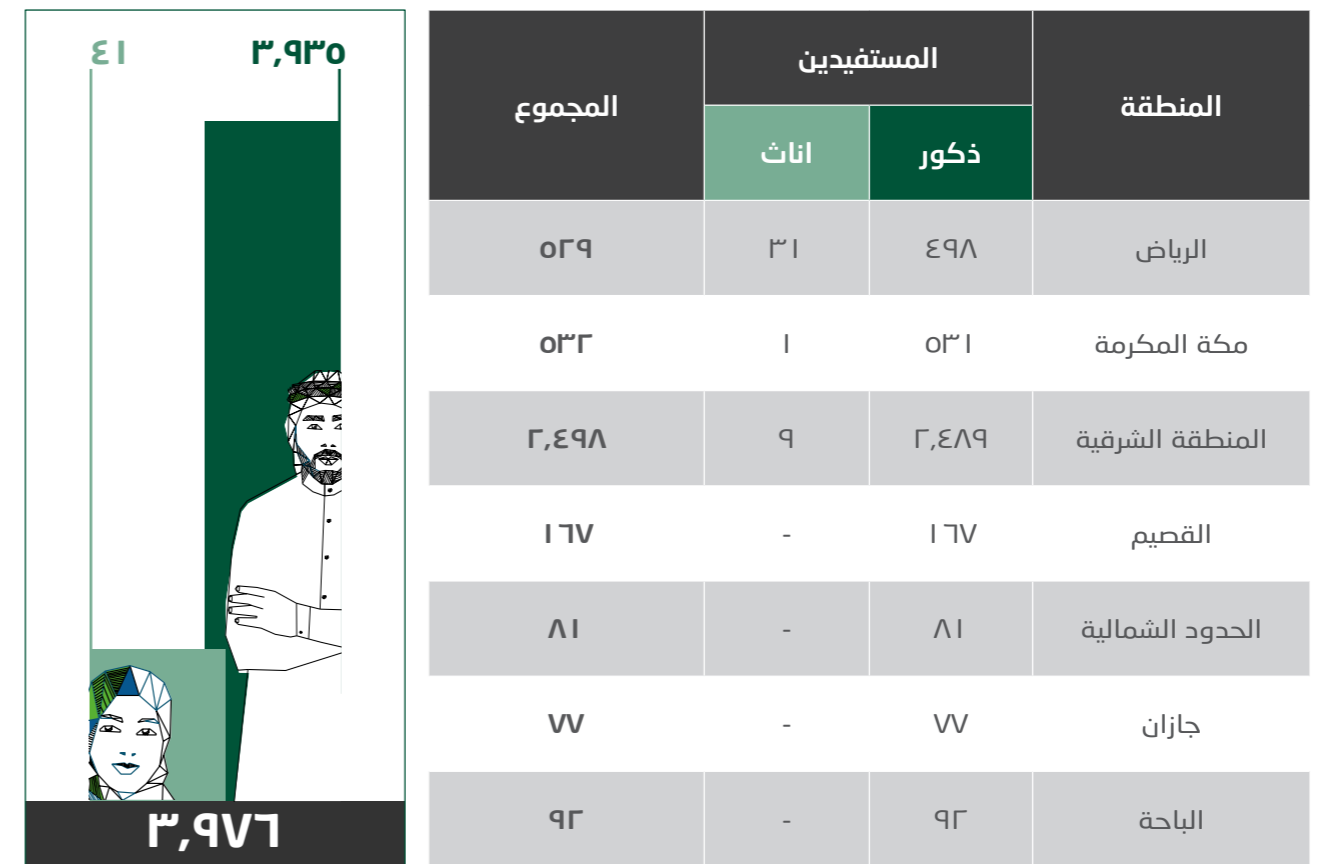 المنطقة المستفيدين المجموع
ذكور اناث
الرياض ٤٩٨ ٣١ ٥٢٩
مكة المكرمة ٥٣١ ١ ٥٣٢
المنطقة الشرقية ٢,٤٨٩ ٩ ٢,٤٩٨
القصيم ١٦٧ - ١٦٧
الحدود الشمالية ٨١ - ٨١
جازان ٧٧ - ٧٧
الباحة ٩٢ - ٩٢
٣,٩٣٥ ٤١
٣,٩٧٦